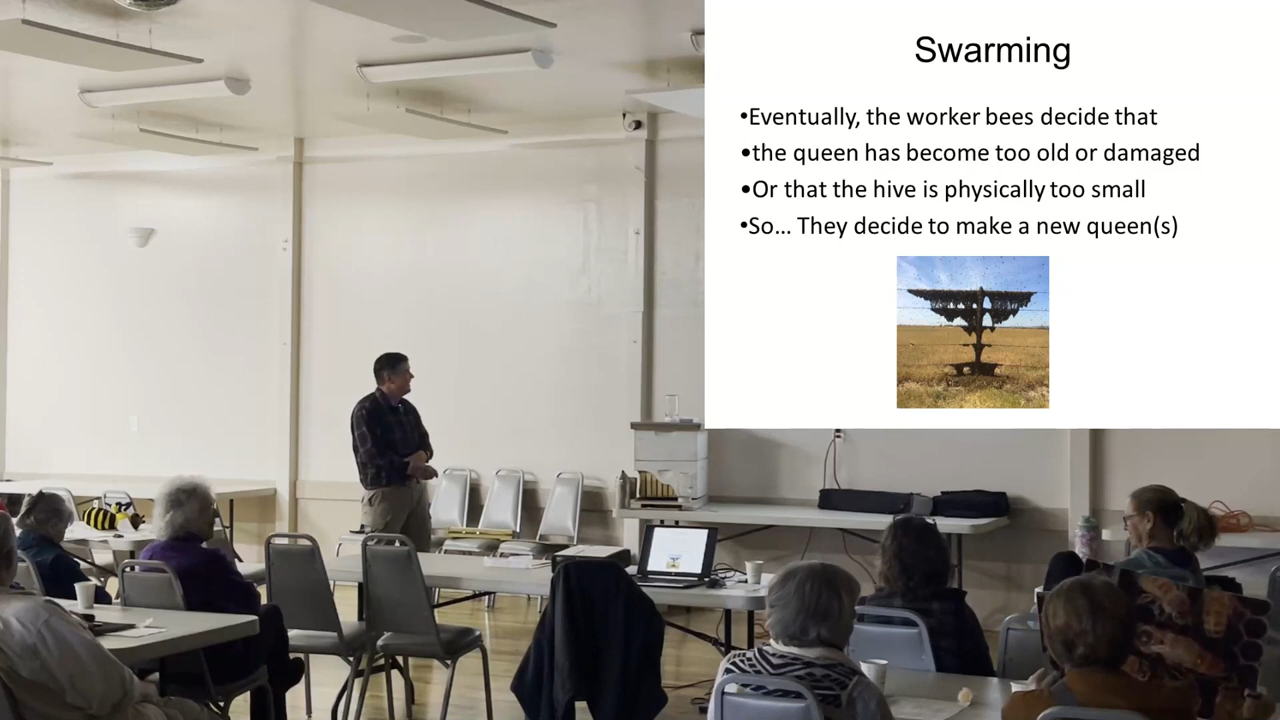 Swarming
•Eventually, the worker bees decide that
•the queen has become too old or damaged
•Or that the hive is physically too small
•So... They decide to make a new queen(s)